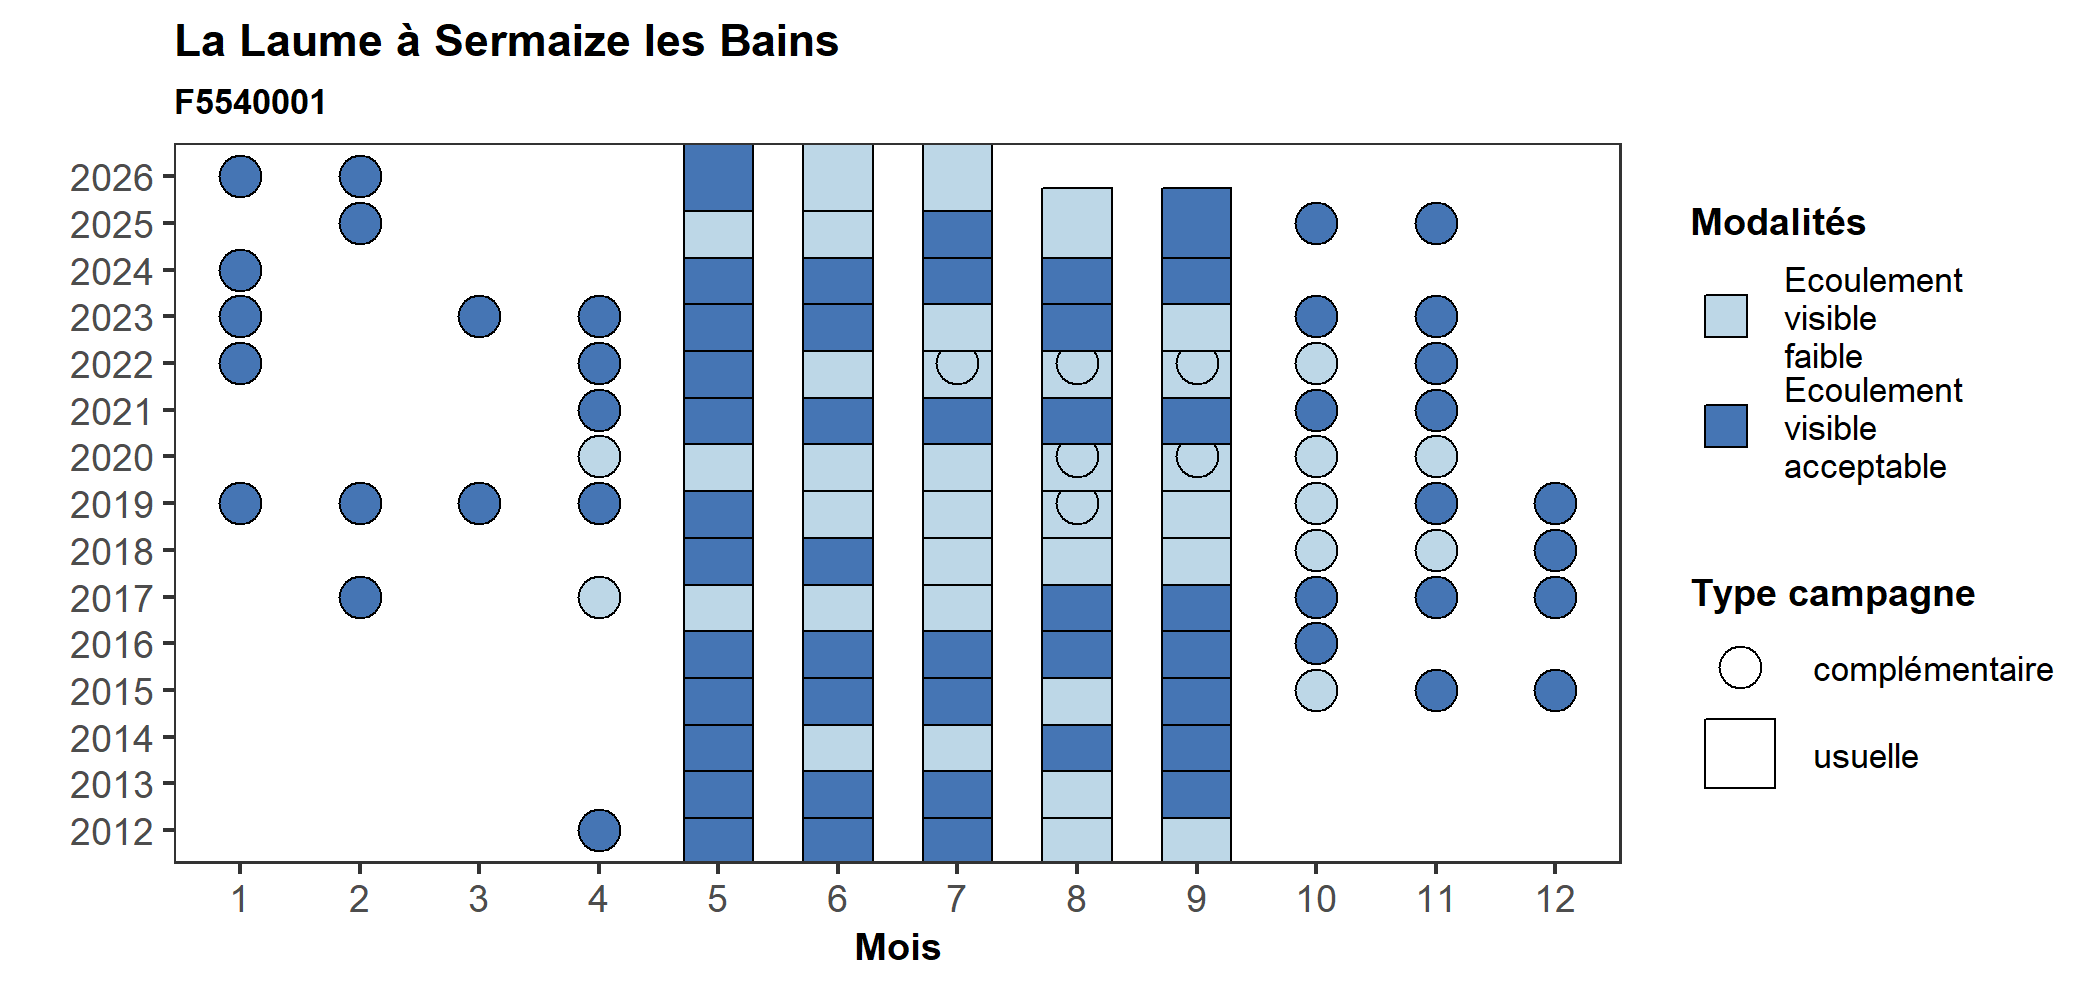 La Laume à Sermaize les Bains
F5540001
2026
2025
2024
2023
2022
2021
2020
2019
2018
2017
2016
2015
2014
2013
2012
1 2 3 4 5 6 7 8 9 10 11 12
Mois
Modalités
Ecoulement
visible
faible
Ecoulement
visible
acceptable
Type campagne
complémentaire
usuelle